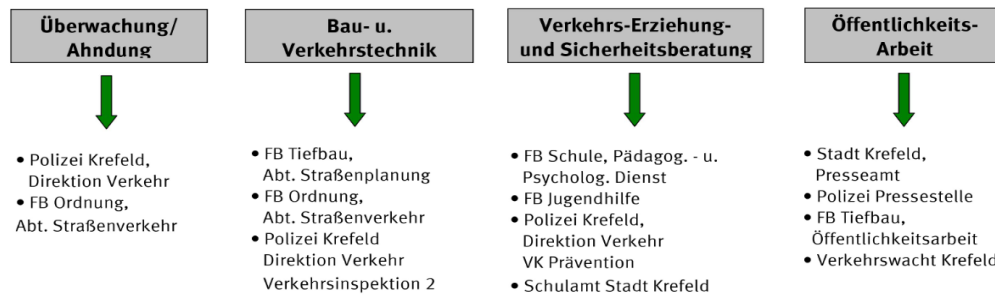 Überwachung/
Ahndung
• Polizei Krefeld,
Direktion Verkehr
• FB Ordnung,
Abt. Straßenverkehr
Bau- u.
Verkehrstechnik
• FB Tiefbau,
Abt. Straßenplanung
• FB Ordnung,
Abt. Straßenverkehr
• Polizei Krefeld
Direktion Verkehr
Verkehrsinspektion 2
Verkehrs-Erziehung-
und Sicherheitsberatung
• FB Schule, Pädagog. - u.
Psycholog. Dienst
• FB Jugendhilfe
• Polizei Krefeld,
Direktion Verkehr
VK Prävention
• Schulamt Stadt Krefeld
Öffentlichkeits-
Arbeit
• Stadt Krefeld,
Presseamt
• Polizei Pressestelle
• FB Tiefbau,
Öffentlichkeitsarbeit
• Verkehrswacht Krefeld